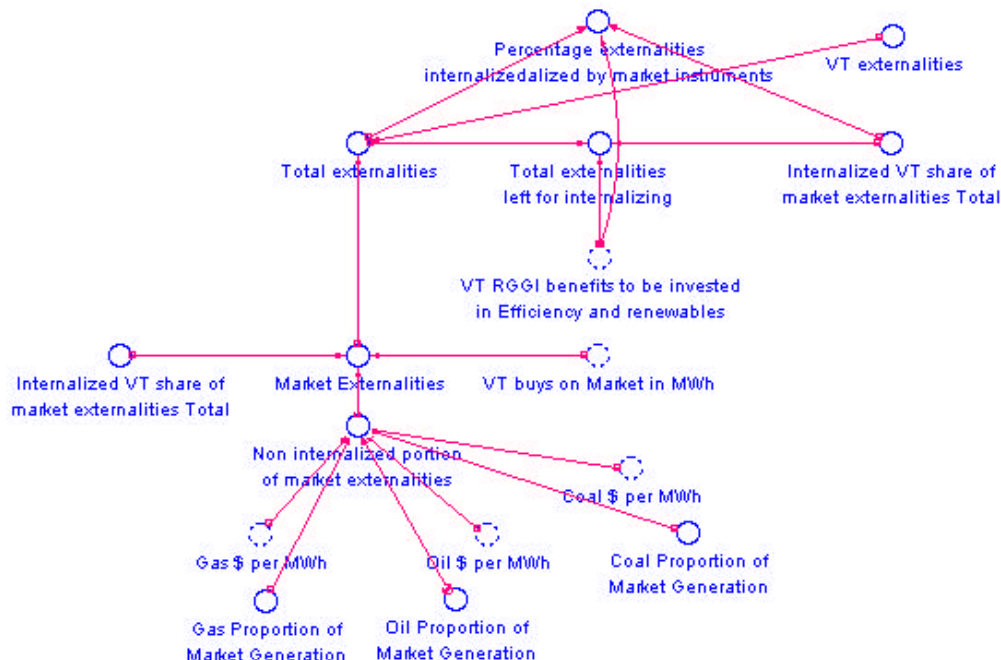 Percentage externalities
internalizedalized by market instruments
VT externalities
Total externalities
Total externalities
left for internalizing
Internalized VT share of
market externalities Total
VT RGGI benefits to be invested
in Efficiency and renewables
Internalized VT share of
market externalities Total
Market Externalities
VT buys on Market in MWh
Non internalized portion
of market externalities
Coal $ per MWh
Gas $ per MWh
Oil $ per MWh
Coal Proportion of
Market Generation
Gas Proportion of
Market Generation
Oil Proportion of
Market Generation